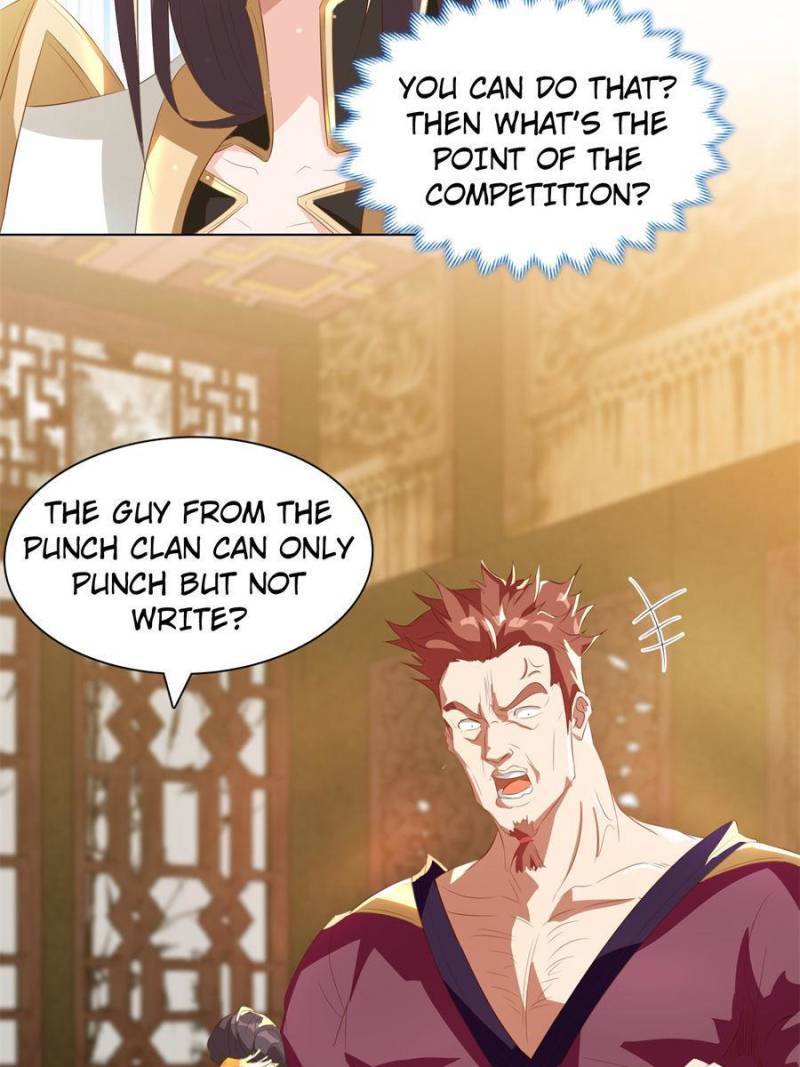 YOU CAN DO THAT?
THEN WHAT'S THE
POINT OF THE
COMPETITION?
THE GUY FROM THE
PUNCH CLAN CAN ONLY
PUNCH BUT NOT
WRITE?